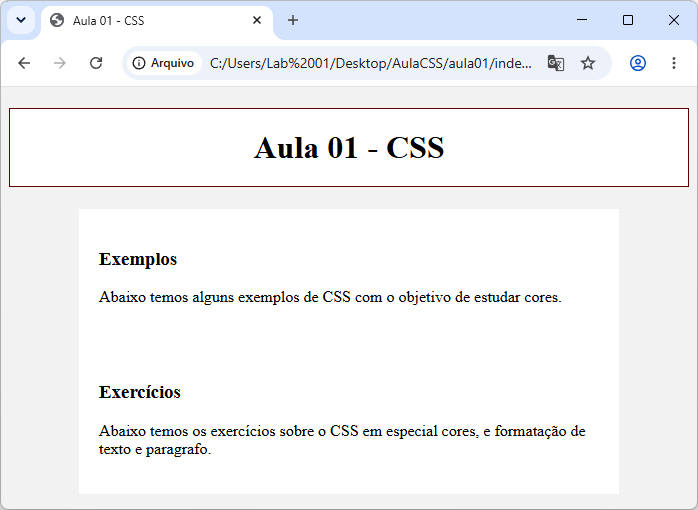 Aula 01 - CSS
Arquivo C:/Users/Lab%2001/Desktop/AulaCSS/aula01/inde...
Aula 01 - CSS
Exemplos
Abaixo temos alguns exemplos de CSS com o objetivo de estudar cores.
Exercícios
Abaixo temos os exercícios sobre o CSS em especial cores, e formatação de
texto e paragrafo.